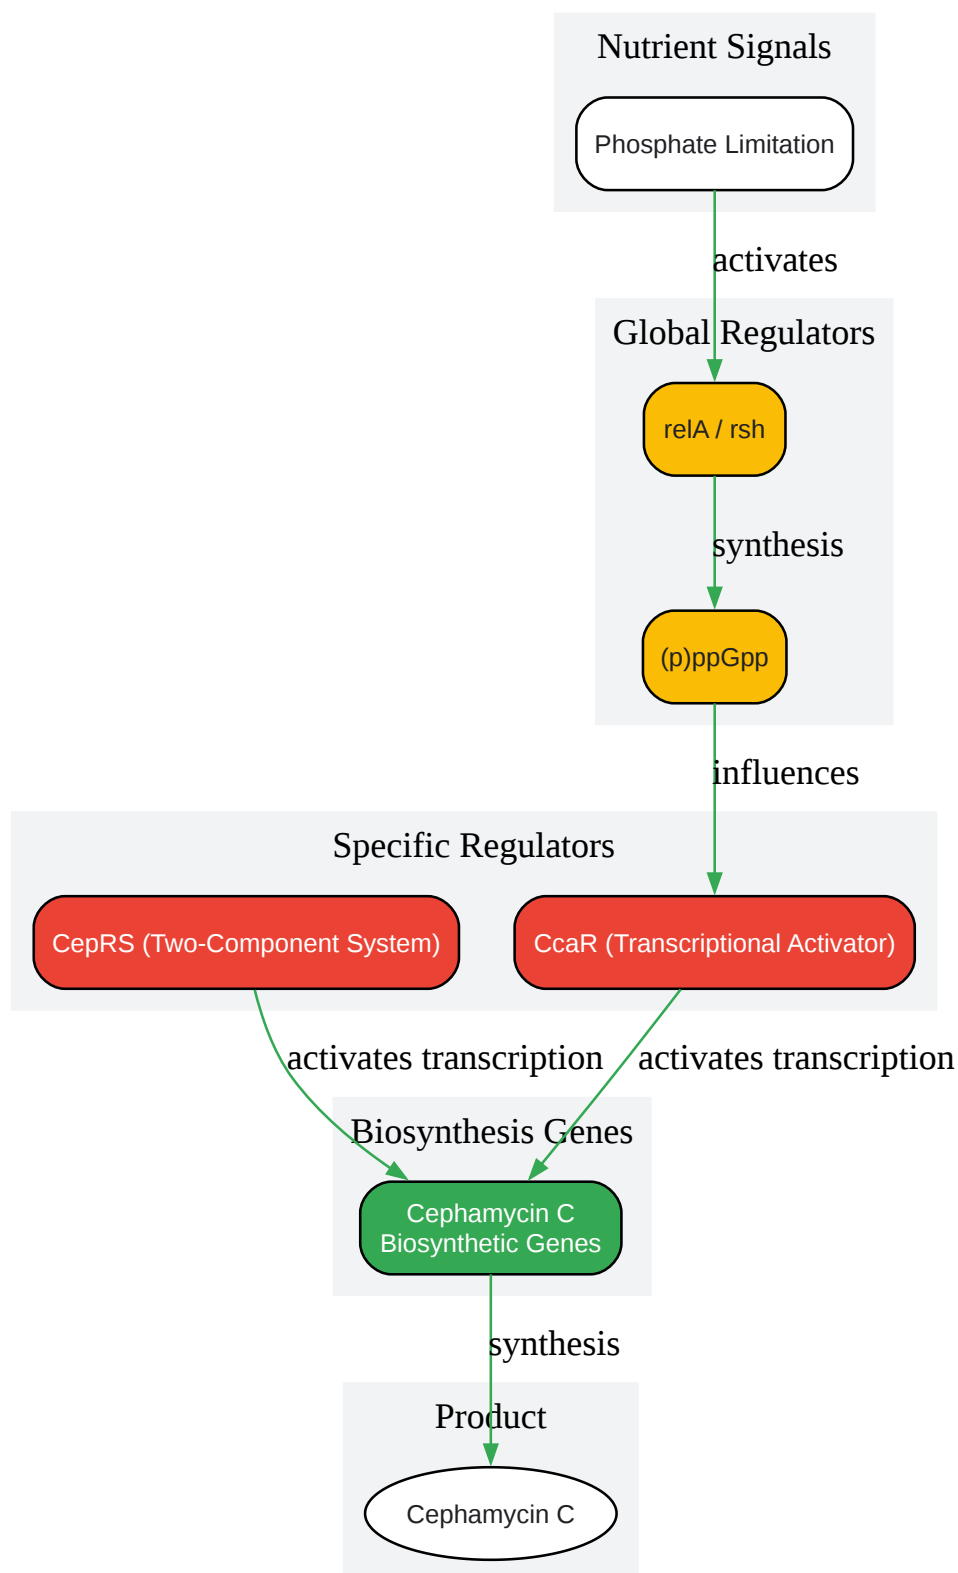 Nutrient Signals
Phosphate Limitation
activates
Global Regulators
relA / rsh
synthesis
(p)ppGpp
influences
Specific Regulators
CepRS (Two-Component System)
CcaR (Transcriptional Activator)
activates transcription
activates transcription
Biosynthesis Genes
Cephamycin C
Biosynthetic Genes
synthesis
Product
Cephamycin C